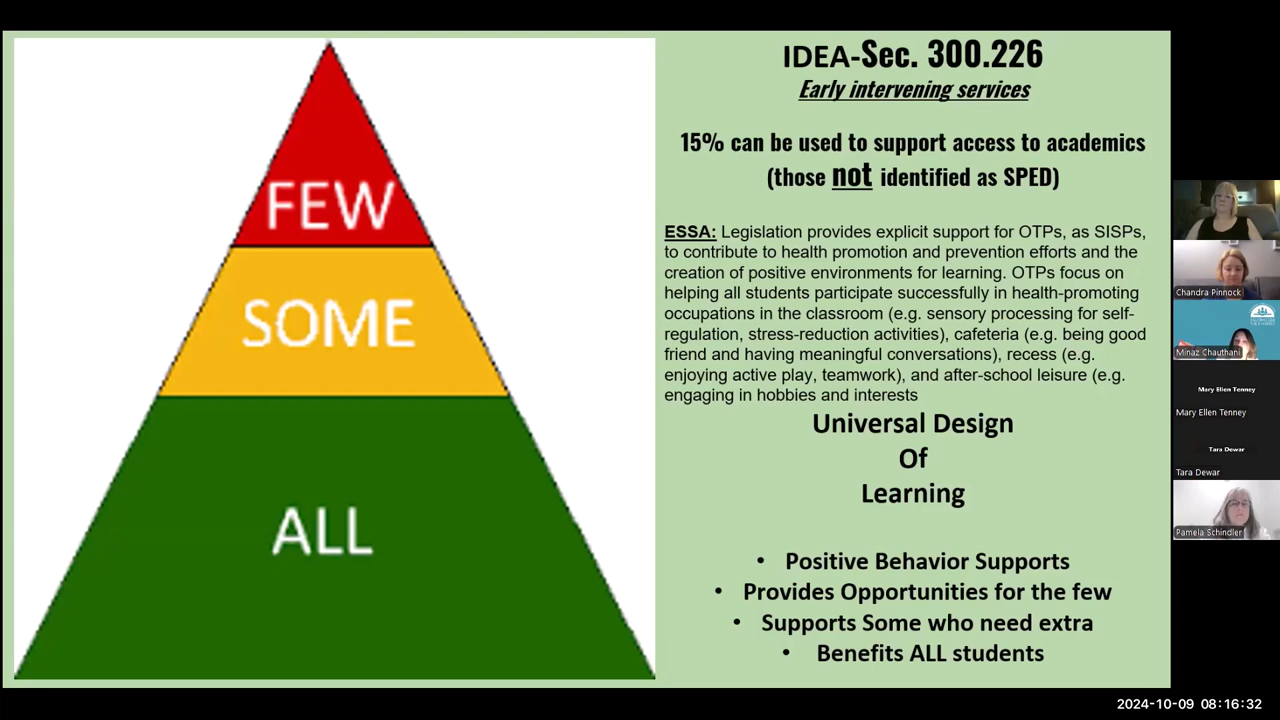 FEW
SOME
ALL
IDEA-Sec. 300.226
Early intervening services
15% can be used to support access to academics
(those not identified as SPED)
ESSA: Legislation provides explicit support for OTPs, as SISPs,
to contribute to health promotion and prevention efforts and the
creation of positive environments for learning. OTPs focus on
helping all students participate successfully in health-promoting
occupations in the classroom (e.g. sensory processing for self-
regulation, stress-reduction activities), cafeteria (e.g. being good
friend and having meaningful conversations), recess (e.g.
enjoying active play, teamwork), and after-school leisure (e.g.
engaging in hobbies and interests
Universal Design
Of
Learning
• Positive Behavior Supports
• Provides Opportunities for the few
• Supports Some who need extra
• Benefits ALL students
Chandra Pinnock
Minaz Chauthani
Mary Ellen Tenney
Mary Ellen Tenney
Tara Dewar
Tara Dewar
Pamela Schindler
2024-10-09 08:16:32